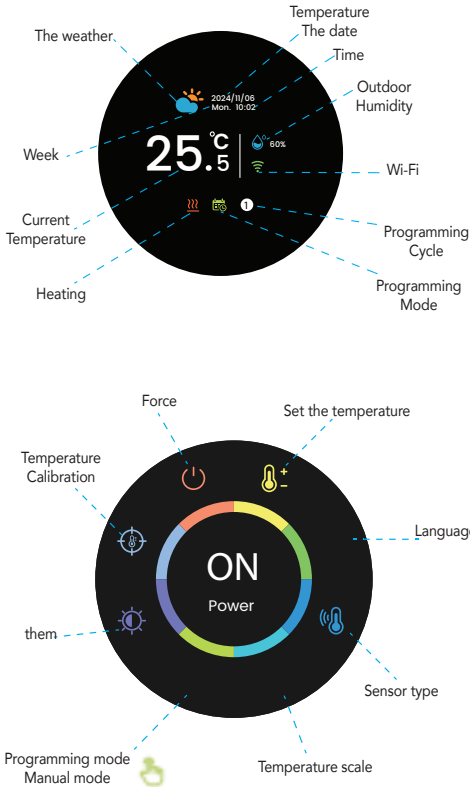 Temperature
The date
The weather
Time
Outdoor
Humidity
2024/11/06
Mon. 10:02
60%
Week
25.5
°C
Wi-Fi
Current
Temperature
1
Programming
Cycle
Heating
Programming
Mode
Force
Set the temperature
Temperature
Calibration
Language
ON
Power
them
Sensor type
Programming mode
Manual mode
Temperature scale